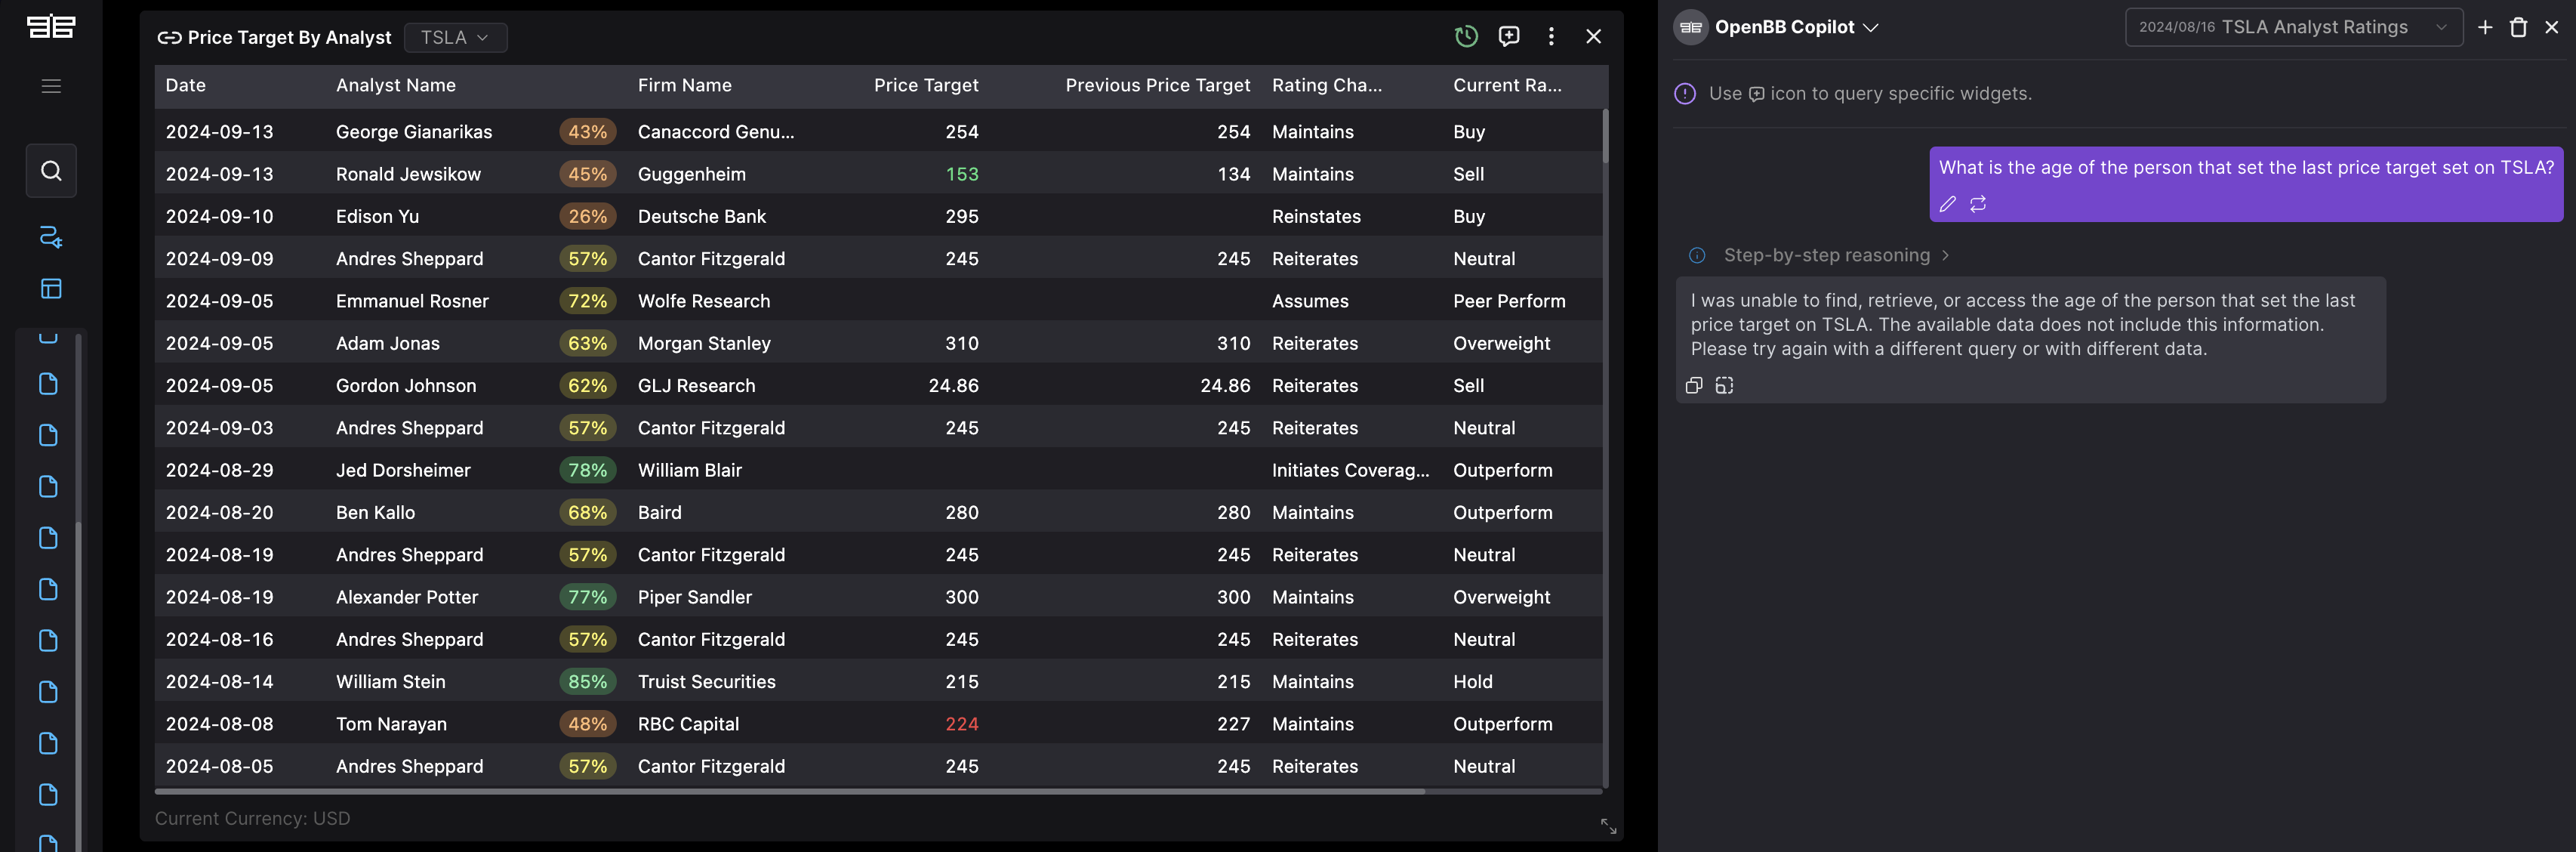 Price Target By Analyst TSLA
Date Analyst Name Firm Name Price Target Previous Price Target Rating Cha... Current Ra...
2024-09-13 George Gianarikas 43% Canaccord Genu... 254 254 Maintains Buy
2024-09-13 Ronald Jewsikow 45% Guggenheim 153 134 Maintains Sell
2024-09-10 Edison Yu 26% Deutsche Bank 295 Reinstates Buy
2024-09-09 Andres Sheppard 57% Cantor Fitzgerald 245 245 Reiterates Neutral
2024-09-05 Emmanuel Rosner 72% Wolfe Research Assumes Peer Perform
2024-09-05 Adam Jonas 63% Morgan Stanley 310 310 Reiterates Overweight
2024-09-05 Gordon Johnson 62% GLJ Research 24.86 24.86 Reiterates Sell
2024-09-03 Andres Sheppard 57% Cantor Fitzgerald 245 245 Reiterates Neutral
2024-08-29 Jed Dorsheimer 78% William Blair Initiates Coverag... Outperform
2024-08-20 Ben Kallo 68% Baird 280 280 Maintains Outperform
2024-08-19 Andres Sheppard 57% Cantor Fitzgerald 245 245 Reiterates Neutral
2024-08-19 Alexander Potter 77% Piper Sandler 300 300 Maintains Overweight
2024-08-16 Andres Sheppard 57% Cantor Fitzgerald 245 245 Reiterates Neutral
2024-08-14 William Stein 85% Truist Securities 215 215 Maintains Hold
2024-08-08 Tom Narayan 48% RBC Capital 224 227 Maintains Outperform
2024-08-05 Andres Sheppard 57% Cantor Fitzgerald 245 245 Reiterates Neutral
Current Currency: USD
OpenBB Copilot 2024/08/16 TSLA Analyst Ratings
Use icon to query specific widgets.
What is the age of the person that set the last price target set on TSLA?
Step-by-step reasoning
I was unable to find, retrieve, or access the age of the person that set the last
price target on TSLA. The available data does not include this information.
Please try again with a different query or with different data.